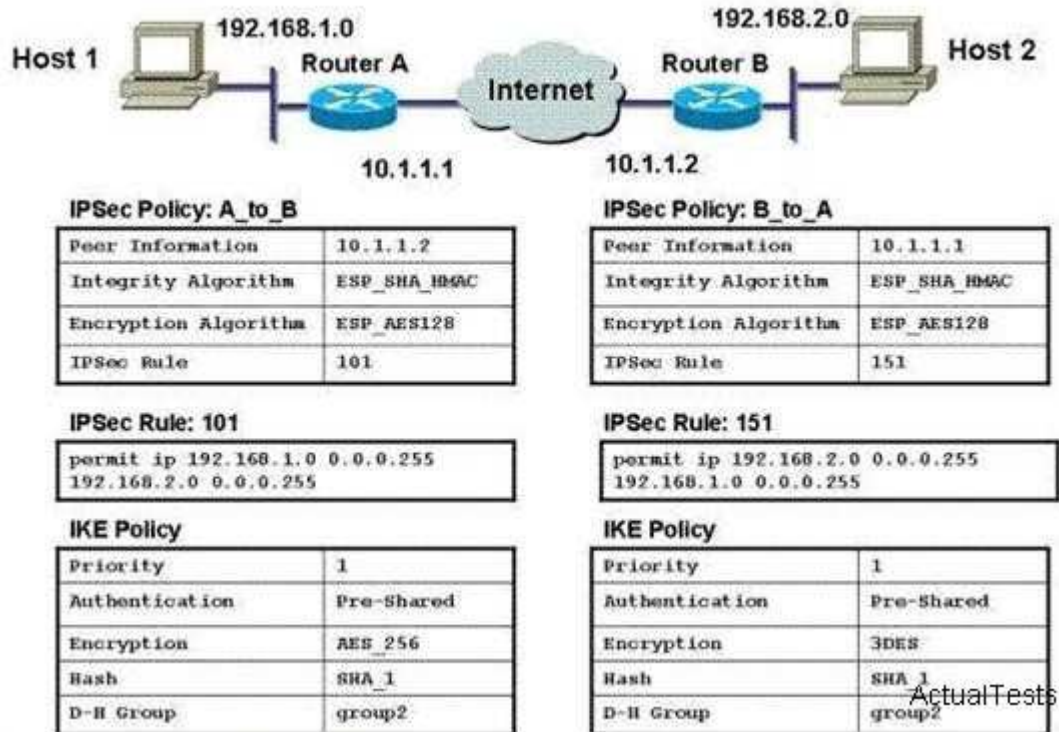 192.168.1.0
192.168.2.0
Host 1
Router A
Internet
Router B
Host 2
10.1.1.1
10.1.1.2
IPSec Policy: A_to_B
Peer Information 10.1.1.2
Integrity Algorithm ESP_SHA_HMAC
Encryption Algorithm ESP_AES128
IPSec Rule 101
IPSec Policy: B_to_A
Peer Information 10.1.1.1
Integrity Algorithm ESP_SHA_HMAC
Encryption Algorithm ESP_AES128
IPSec Rule 151
IPSec Rule: 101
permit ip 192.168.1.0 0.0.0.255
192.168.2.0 0.0.0.255
IPSec Rule: 151
permit ip 192.168.2.0 0.0.0.255
192.168.1.0 0.0.0.255
IKE Policy
Priority 1
Authentication Pre-Shared
Encryption AES_256
Hash SHA_1
D-H Group group2
IKE Policy
Priority 1
Authentication Pre-Shared
Encryption 3DES
Hash SHA_1
D-H Group group2
ActualTests